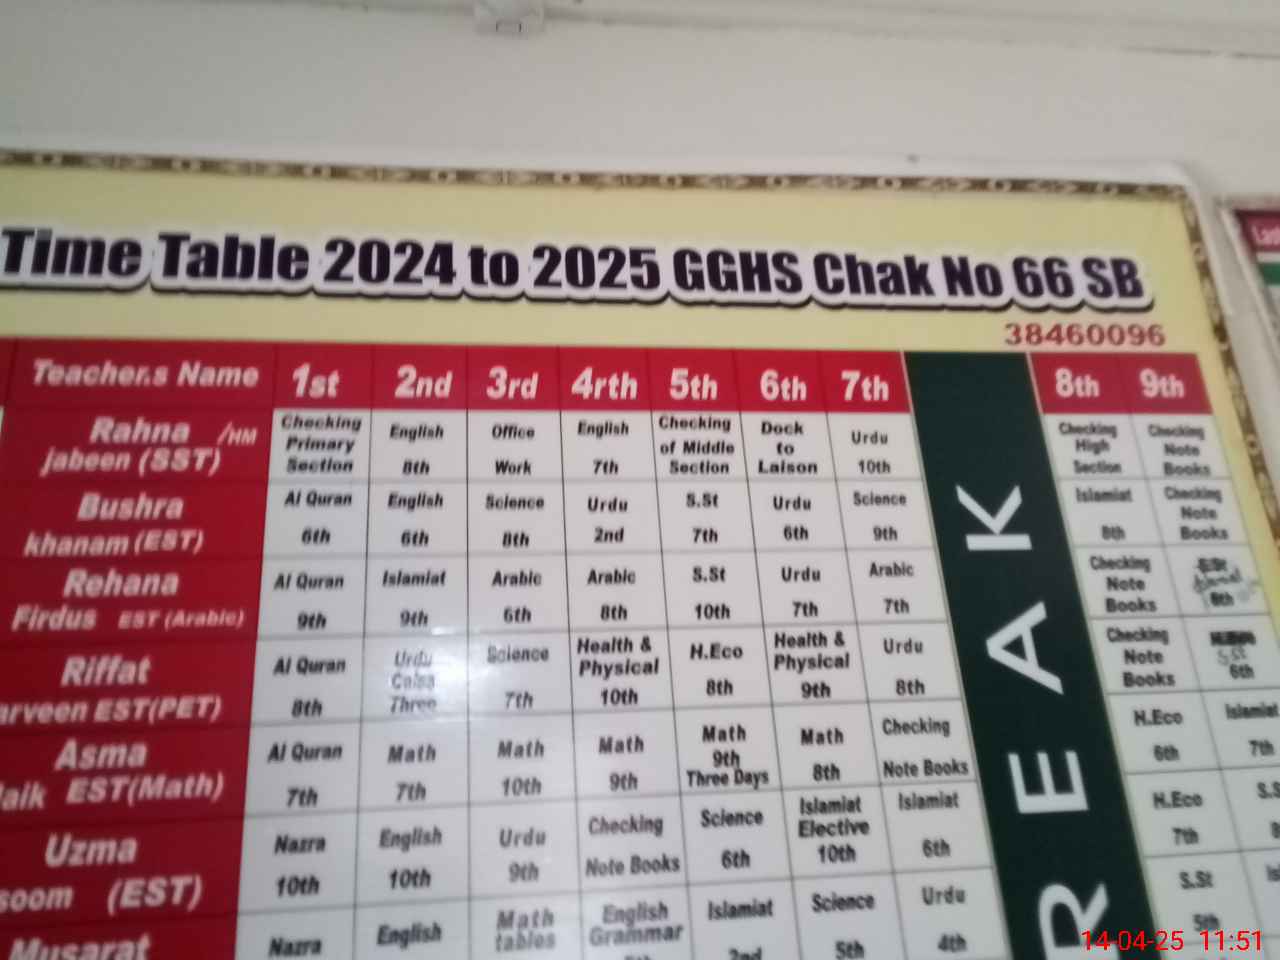 Time Table 2024 to 2025 GGHS Chak No 66 SB
38460096
Teacher.s Name 1st 2nd 3rd 4rth 5th 6th 7th 8th 9th
Rahna /HM
jabeen (SST)
Checking
Primary
Section
English
8th
Office
Work
English
7th
Checking
of Middle
Section
Dock
to
Laison
Urdu
10th
Checking
High
Section
Checking
Note
Books
Bushra
khanam (EST)
Al Quran
6th
English
6th
Science
8th
Urdu
2nd
S.St
7th
Urdu
6th
Science
9th
Islamiat
8th
Checking
Note
Books
Rehana
Firdus EST (Arabic)
Al Quran
9th
Islamiat
9th
Arabic
6th
Arabic
8th
S.St
10th
Urdu
7th
Arabic
7th
Checking
Note
Books
8th
Riffat
arveen EST(PET)
Al Quran
8th
Urdu
Calss
Three
Science
7th
Health &
Physical
10th
H.Eco
8th
Health &
Physical
9th
Urdu
8th
Checking
Note
Books
SSt
6th
Asma
laik EST(Math)
Al Quran
7th
Math
7th
Math
10th
Math
9th
Math
9th
Three Days
Math
8th
Checking
Note Books
H.Eco
6th
Islamiat
7th
Uzma
soom (EST)
Nazra
10th
English
10th
Urdu
9th
Checking
Note Books
Science
6th
Islamiat
Elective
10th
Islamiat
6th
H.Eco
7th
S.S
8
Musarat
Nazra
English
Math
tables
English
Grammar
Islamiat
2nd
Science
5th
Urdu
4th
S.St
5th
Isl
REAK
14-04-25 11:51